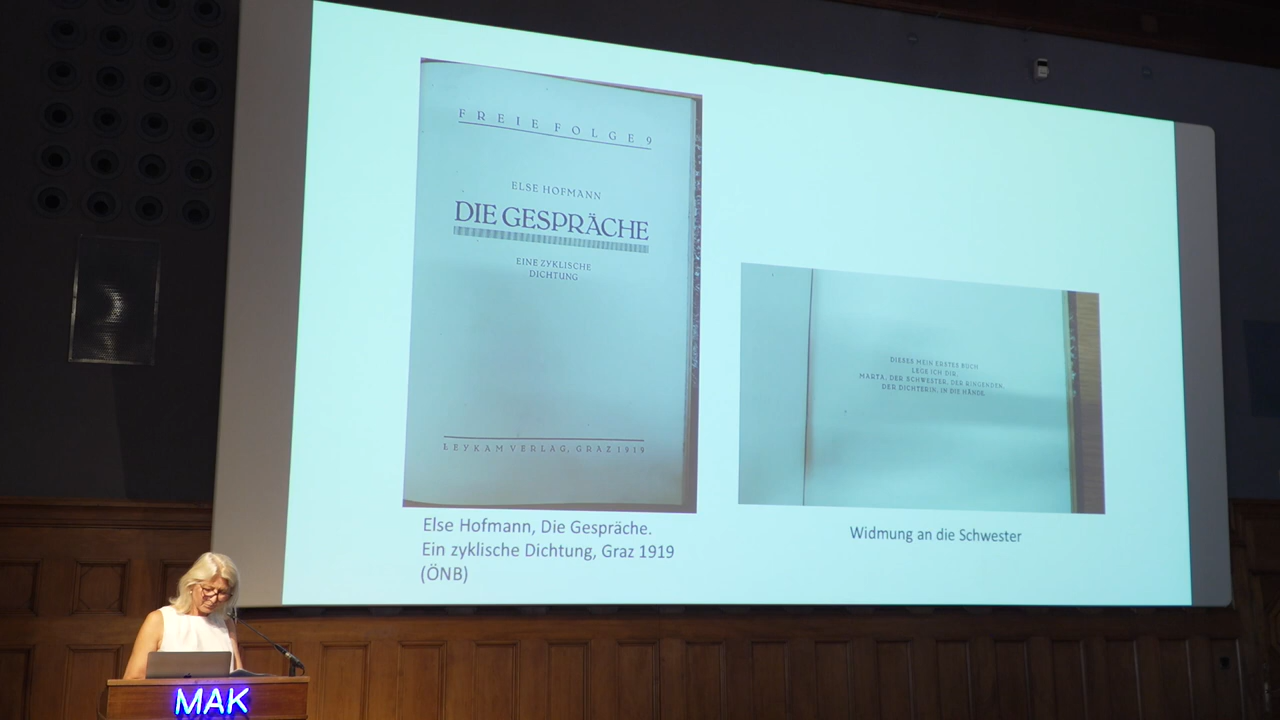 FREIE FOLGE 9
ELSE HOFMANN
DIE GESPRÄCHE
EINE ZYKLISCHE
DICHTUNG
LEYKAM VERLAG, GRAZ 1919
Else Hofmann, Die Gespräche.
Ein zyklische Dichtung, Graz 1919
(ÖNB)
DIESES MEIN ERSTES BUCH
LEGE ICH DIR,
MARTA, DER SCHWESTER, DER RINGENDEN,
DER DICHTERIN, IN DIE HÄNDE.
Widmung an die Schwester
MAK